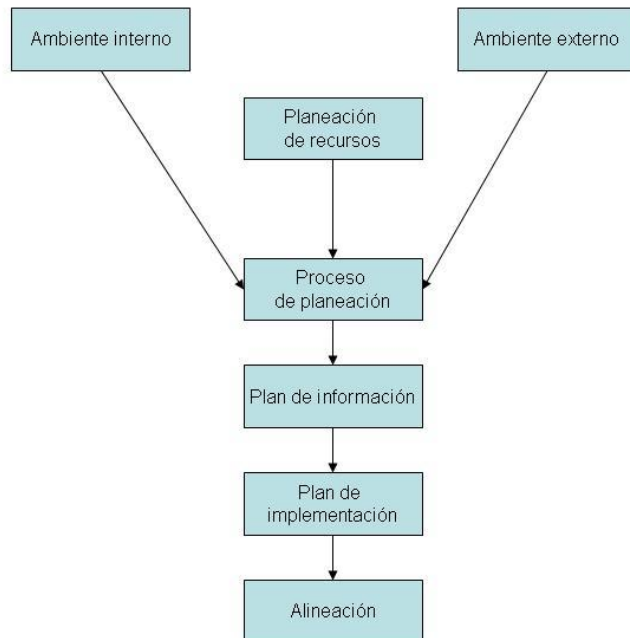 Ambiente interno
Ambiente externo
Planeación
de recursos
Proceso
de planeación
Plan de información
Plan de
implementación
Alineación